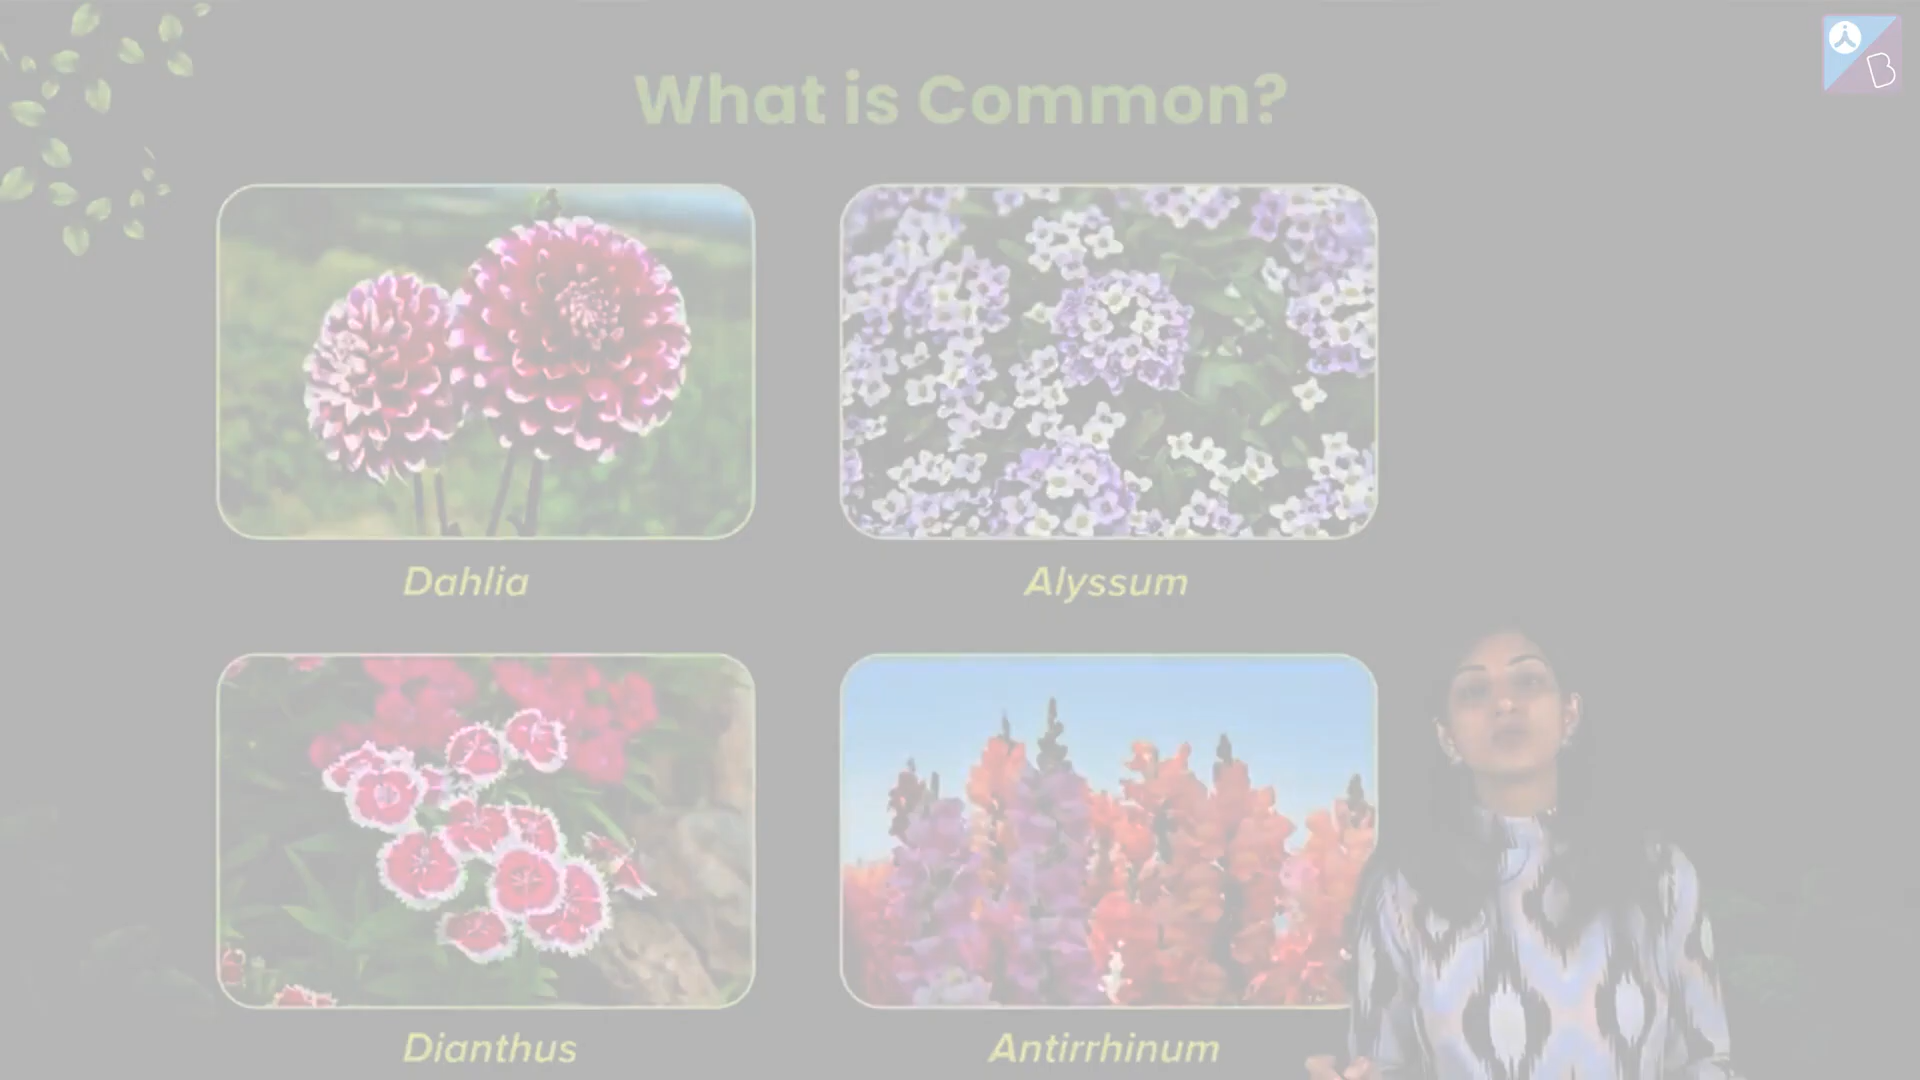 What is Common?
Dahlia
Alyssum
Dianthus
Antirrhinum
B